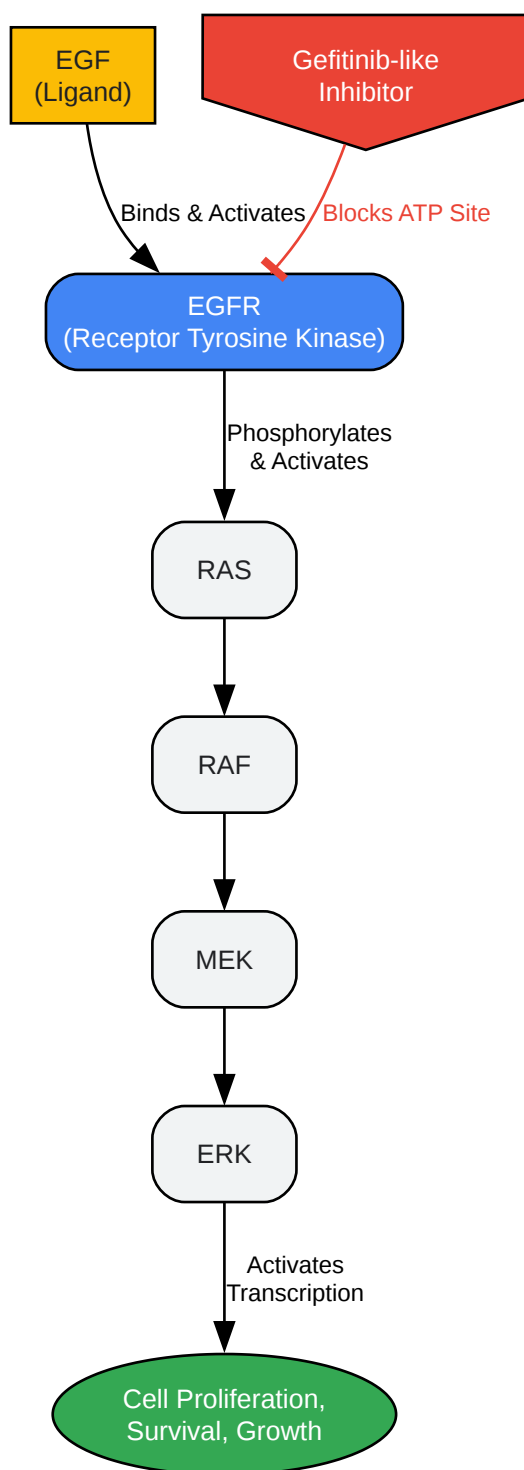 EGF
(Ligand)
Gefitinib-like
Inhibitor
Binds & Activates
Blocks ATP Site
EGFR
(Receptor Tyrosine Kinase)
Phosphorylates
& Activates
RAS
RAF
MEK
ERK
Activates
Transcription
Cell Proliferation,
Survival, Growth